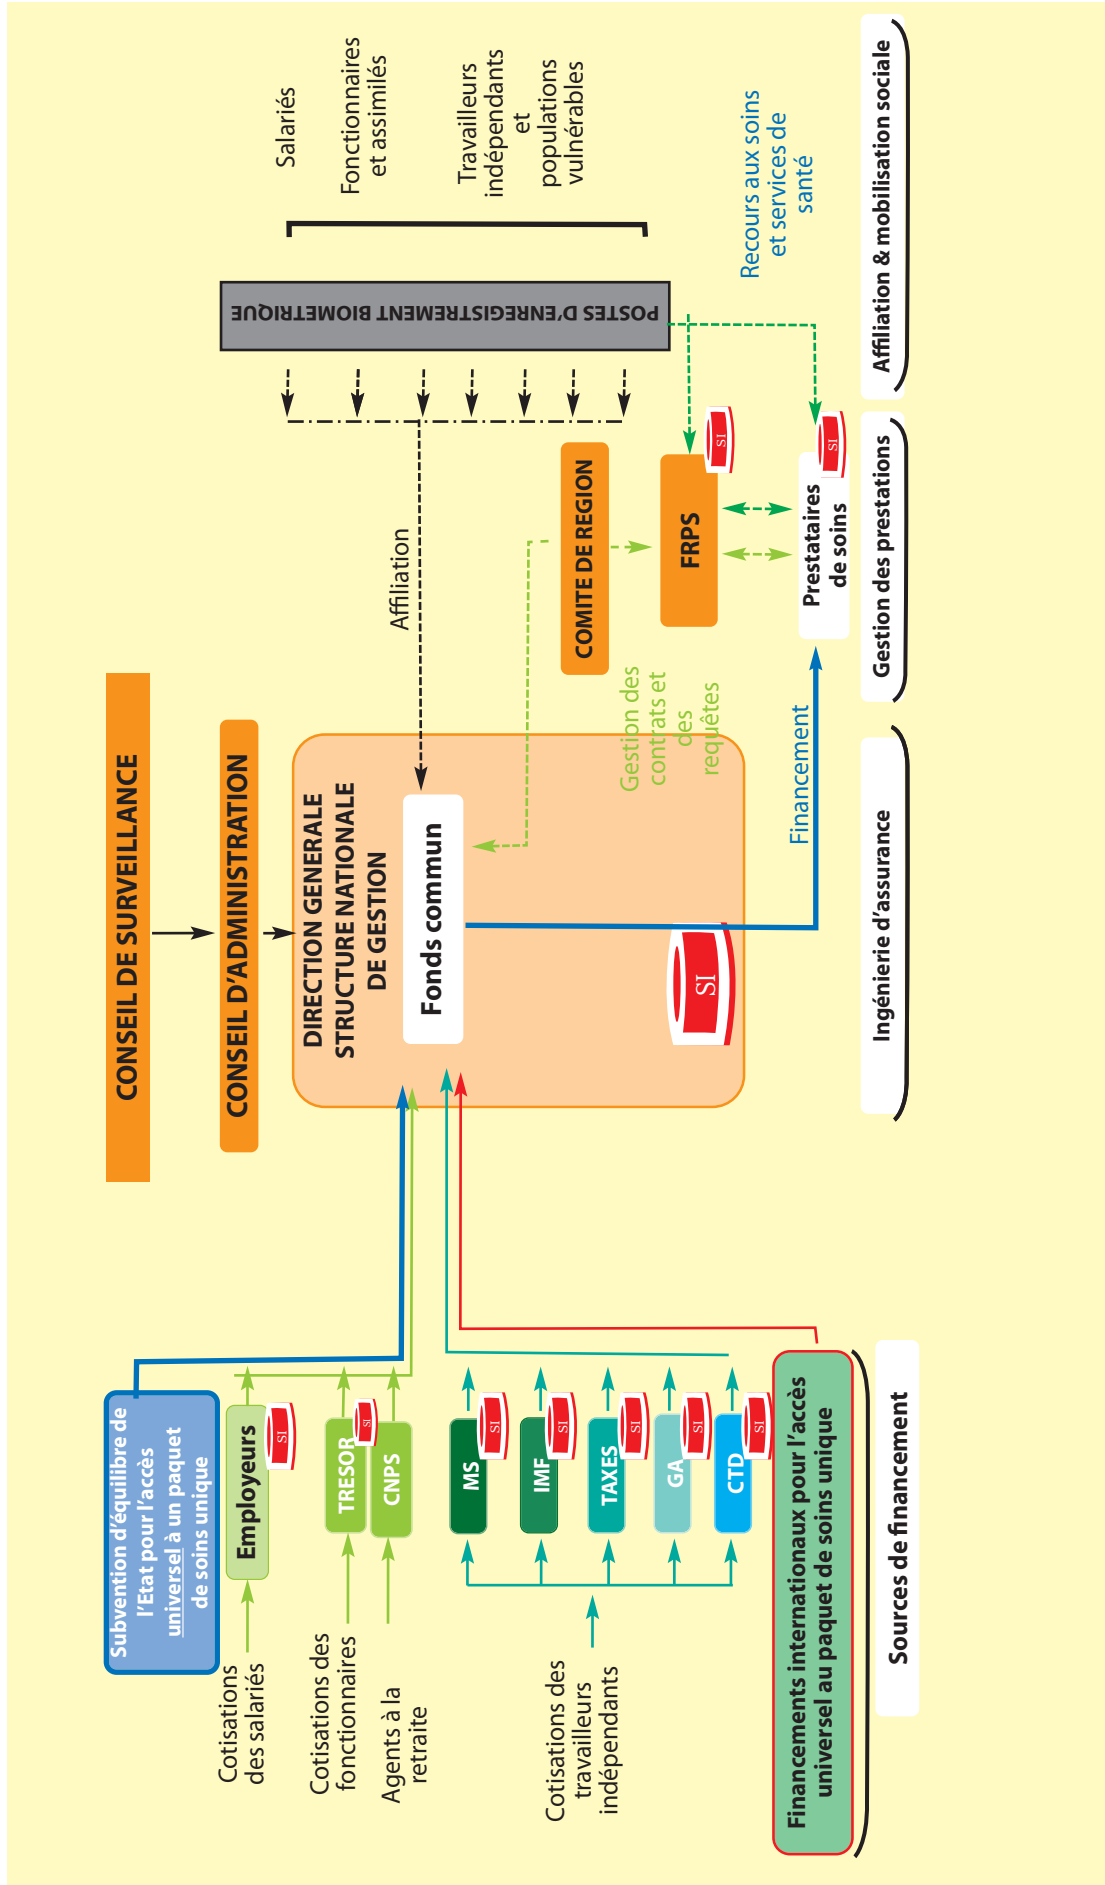 CONSEIL DE SURVEILLANCE
CONSEIL D'ADMINISTRATION
DIRECTION GENERALE
STRUCTURE NATIONALE
DE GESTION
Fonds commun
SI
Subvention d'équilibre de
l'Etat pour l'accès
universel à un paquet
de soins unique
Cotisations
des salariés
Employeurs
SI
Cotisations des
fonctionnaires
TRESOR
SI
Agents à la
retraite
CNPS
Cotisations des
travailleurs
indépendants
MS
SI
IMF
SI
TAXES
SI
GA
SI
CTD
SI
Financements internationaux pour l'accès
universel au paquet de soins unique
Affiliation
Gestion des
contrats et
des
requêtes
Financement
COMITE DE REGION
FRPS
SI
Prestataires
de soins
SI
POSTES D'ENREGISTREMENT BIOMETRIQUE
Salariés
Fonctionnaires
et assimilés
Travailleurs
indépendants
et
populations
vulnérables
Recours aux soins
et services de
santé
Sources de financement
Ingénierie d'assurance
Gestion des prestations
Affiliation & mobilisation sociale